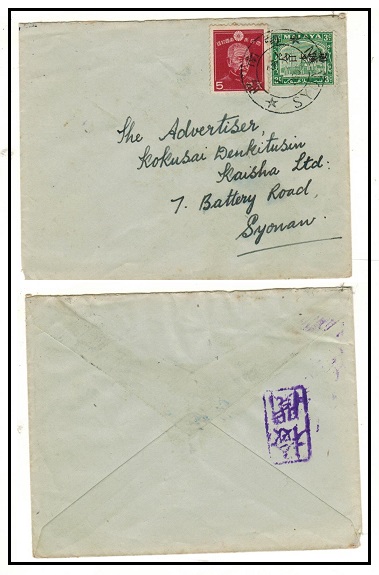 5
MALAYA
The Advertiser,
Kokusai Denkitusin
Kaisha Ltd:
7. Battery Road,
Syonan.